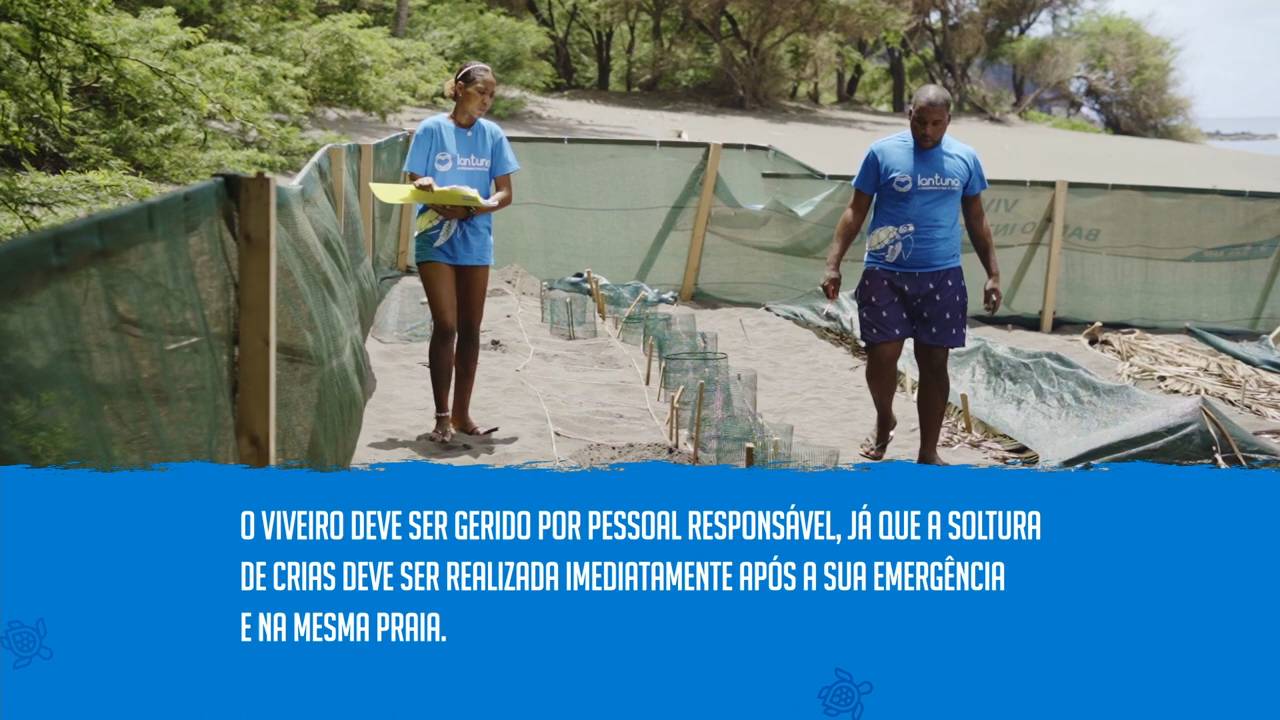 lantuna
lantuna
O VIVEIRO DEVE SER GERIDO POR PESSOAL RESPONSÁVEL, JÁ QUE A SOLTURA
DE CRIAS DEVE SER REALIZADA IMEDIATAMENTE APÓS A SUA EMERGÊNCIA
E NA MESMA PRAIA.